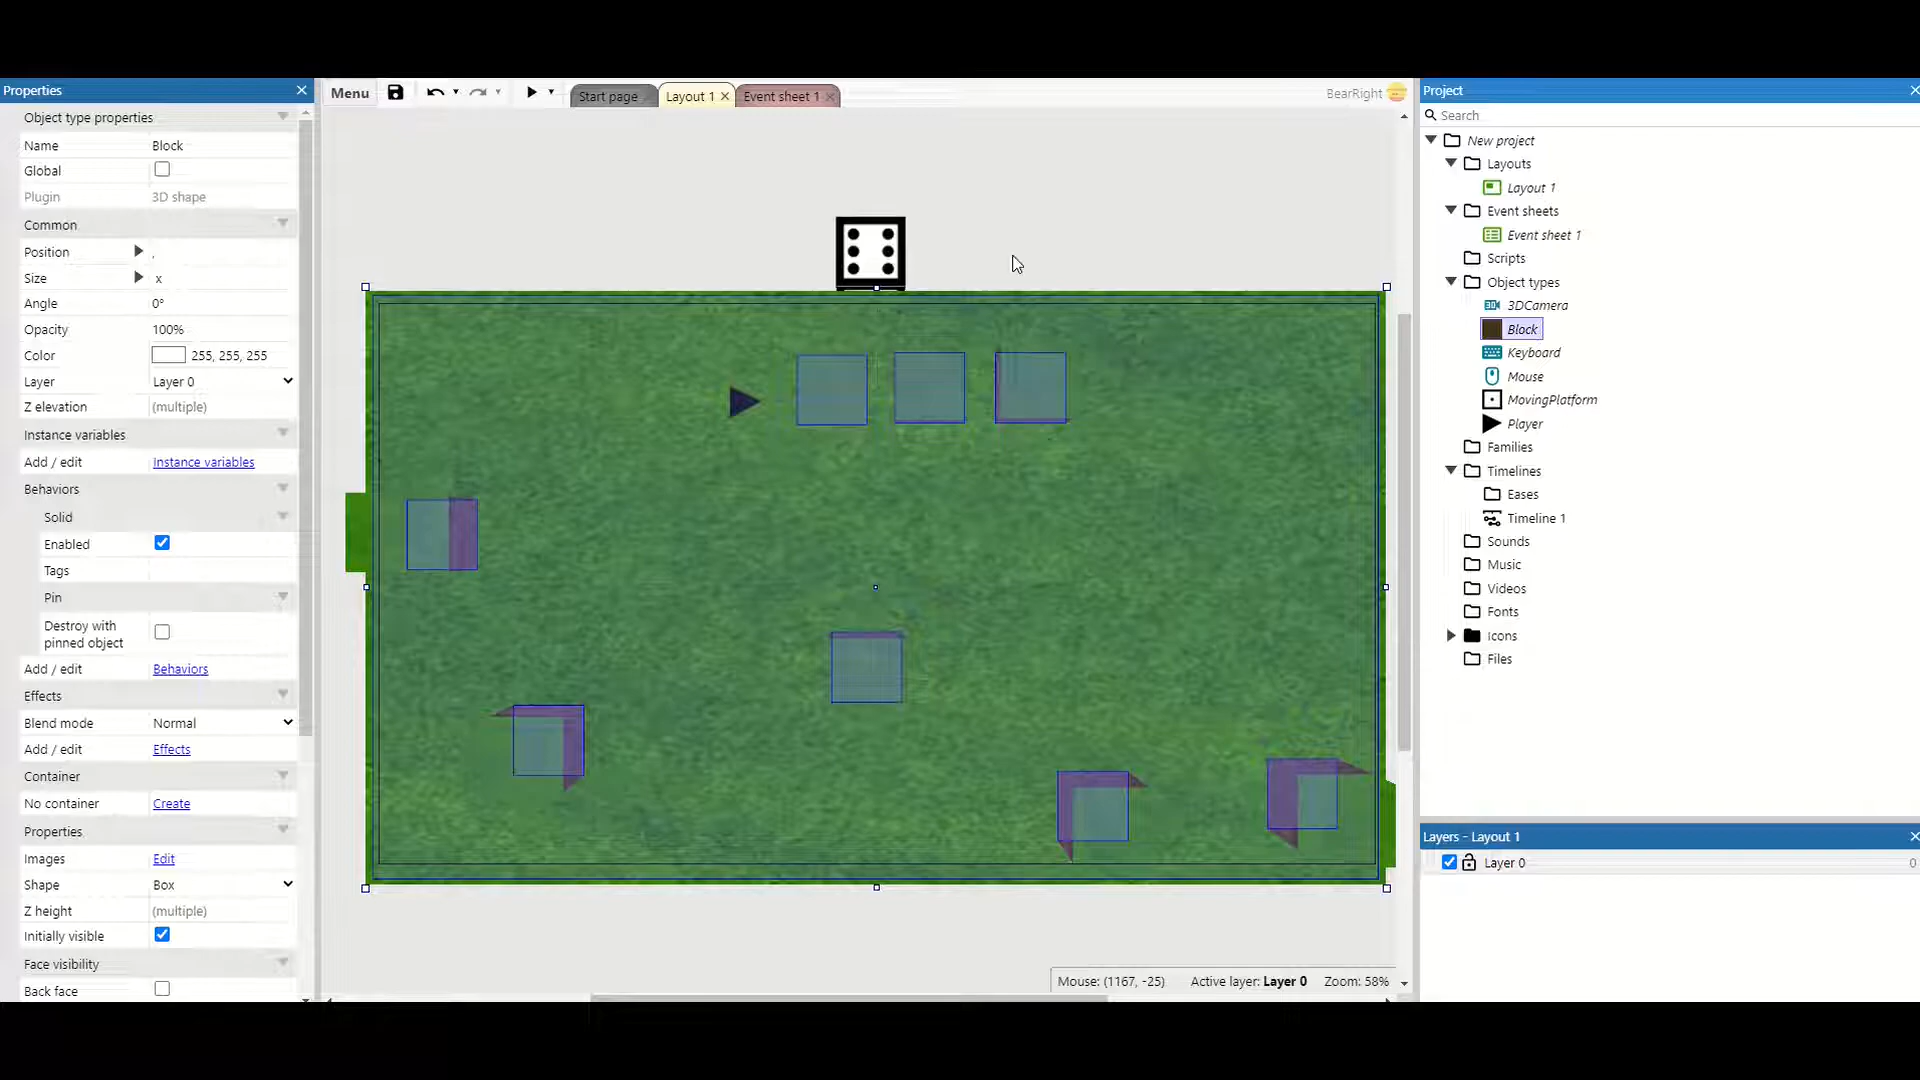 Properties
Object type properties
Name Block
Global
Plugin 3D shape
Common
Position ,
Size x
Angle 0°
Opacity 100%
Color 255, 255, 255
Layer Layer 0
Z elevation (multiple)
Instance variables
Add / edit Instance variables
Behaviors
Solid
Enabled
Tags
Pin
Destroy with
pinned object
Add / edit Behaviors
Effects
Blend mode Normal
Add / edit Effects
Container
No container Create
Properties
Images Edit
Shape Box
Z height (multiple)
Initially visible
Face visibility
Back face
Menu
Start page
Layout 1
Event sheet 1
BearRight
Mouse: (1167, -25) Active layer: Layer 0 Zoom: 58%
Project
Search
New project
Layouts
Layout 1
Event sheets
Event sheet 1
Scripts
Object types
3DCamera
Block
Keyboard
Mouse
MovingPlatform
Player
Families
Timelines
Eases
Timeline 1
Sounds
Music
Videos
Fonts
Icons
Files
Layers - Layout 1
Layer 0 0